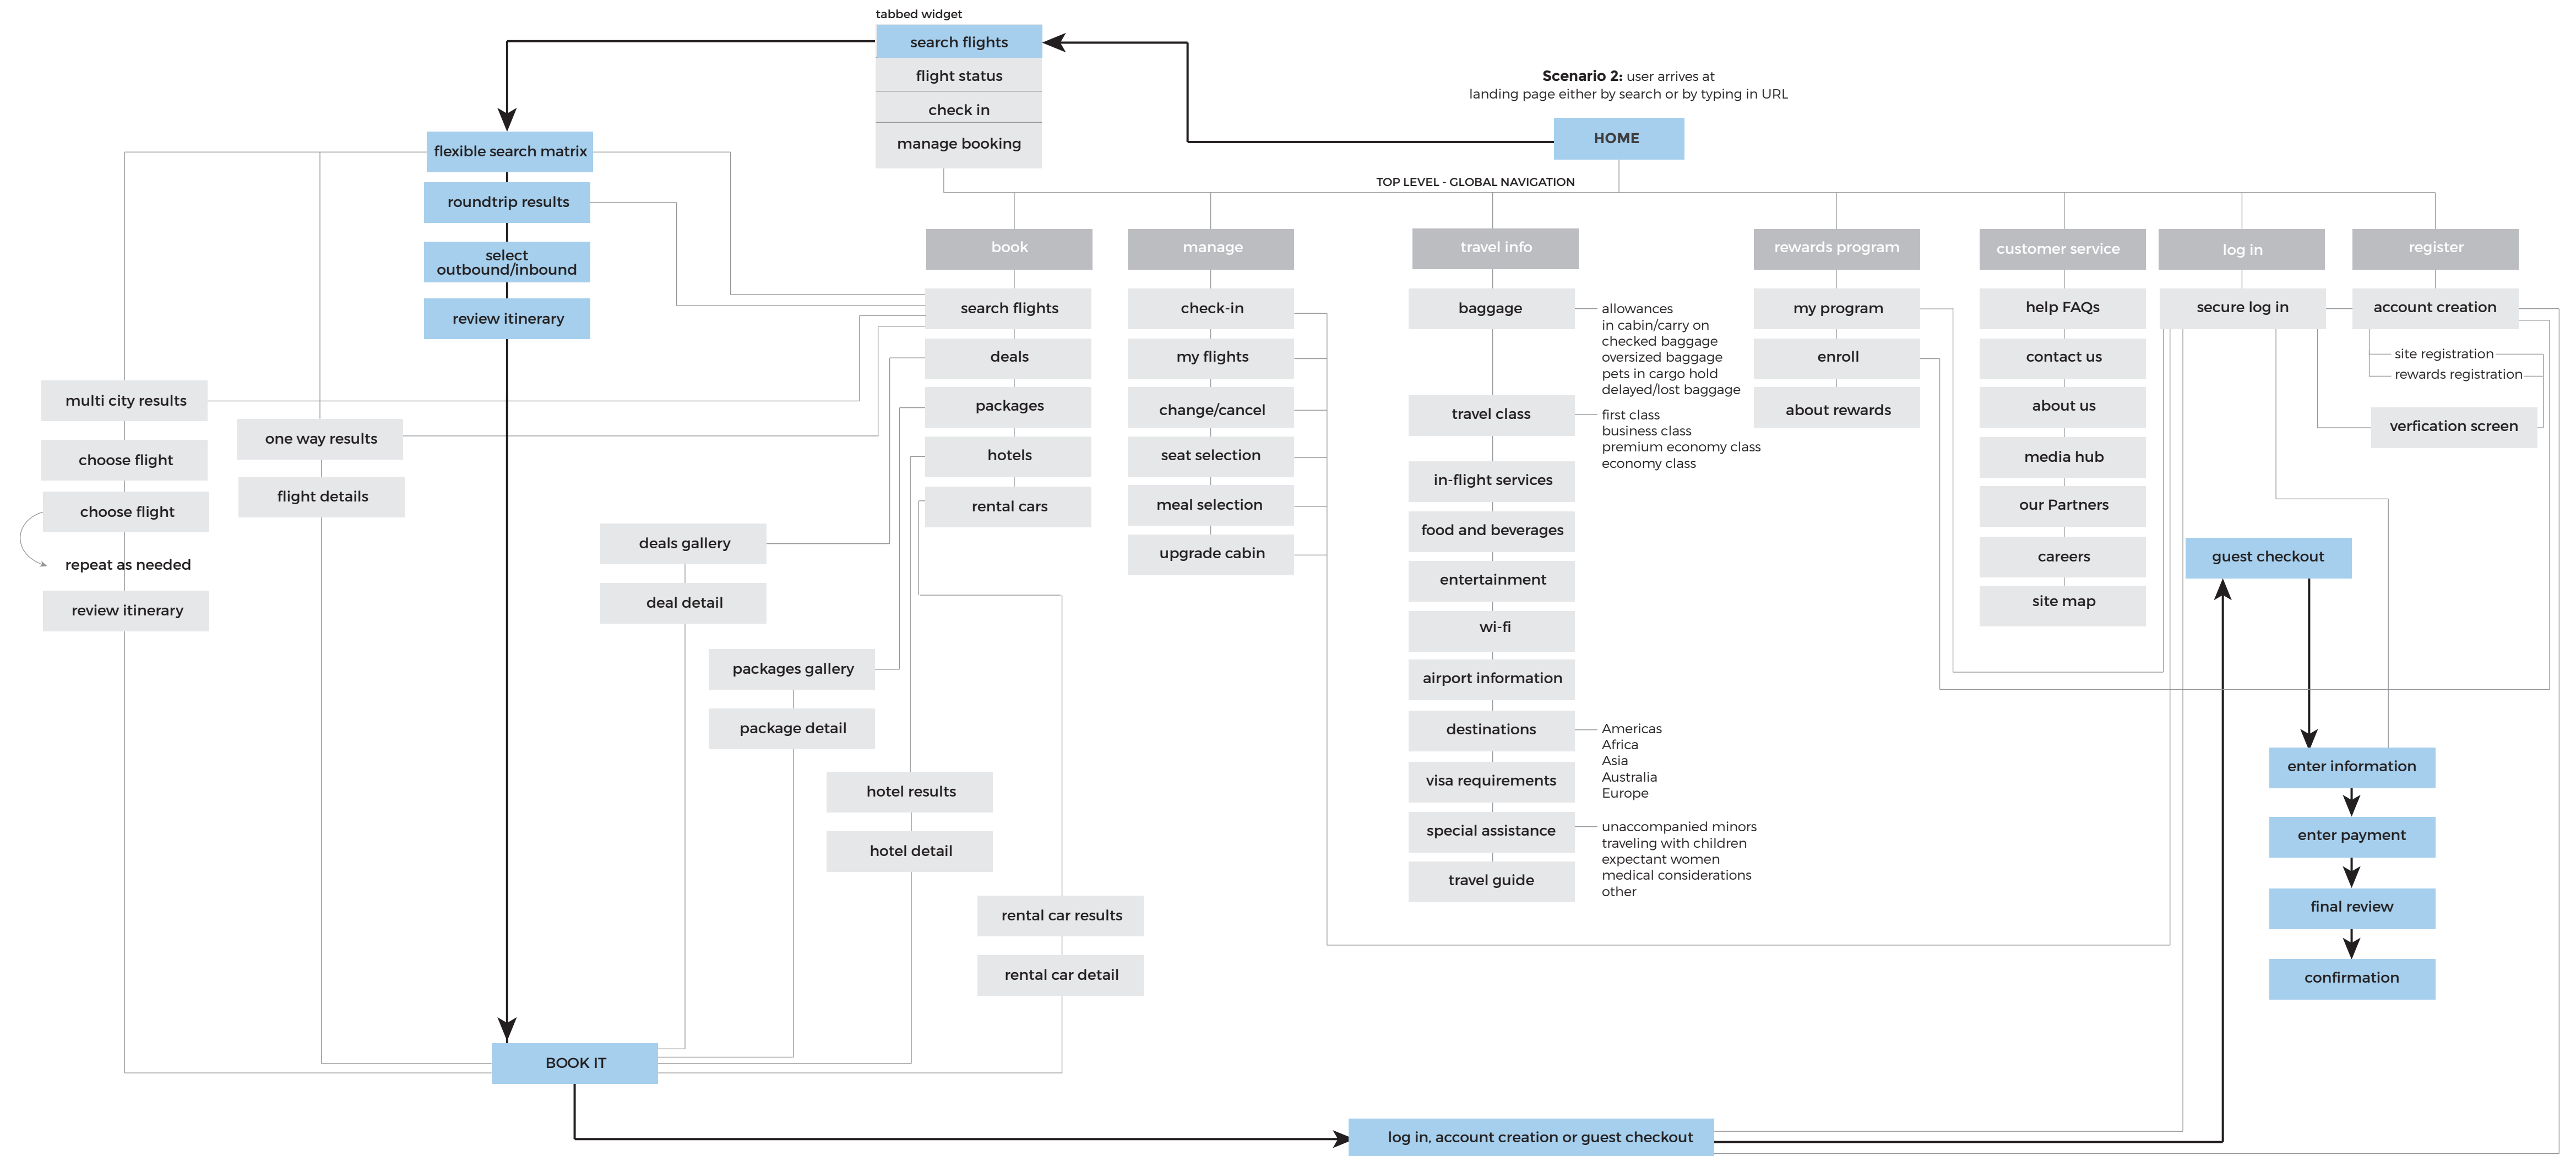 tabbed widget
search flights
flight status
check in
manage booking
Scenario 2: user arrives at
landing page either by search or by typing in URL
HOME
TOP LEVEL - GLOBAL NAVIGATION
flexible search matrix
roundtrip results
select
outbound/inbound
review itinerary
multi city results
choose flight
choose flight
repeat as needed
review itinerary
one way results
flight details
book
search flights
deals
packages
hotels
rental cars
deals gallery
deal detail
packages gallery
package detail
hotel results
hotel detail
rental car results
rental car detail
manage
check-in
my flights
change/cancel
seat selection
meal selection
upgrade cabin
travel info
baggage
allowances
in cabin/carry on
checked baggage
oversized baggage
pets in cargo hold
delayed/lost baggage
travel class
first class
business class
premium economy class
economy class
in-flight services
food and beverages
entertainment
wi-fi
airport information
destinations
Americas
Africa
Asia
Australia
Europe
visa requirements
special assistance
unaccompanied minors
traveling with children
expectant women
medical considerations
other
travel guide
rewards program
my program
enroll
about rewards
customer service
help FAQs
contact us
about us
media hub
our Partners
careers
site map
log in
secure log in
register
account creation
site registration
rewards registration
verfication screen
guest checkout
enter information
enter payment
final review
confirmation
BOOK IT
log in, account creation or guest checkout